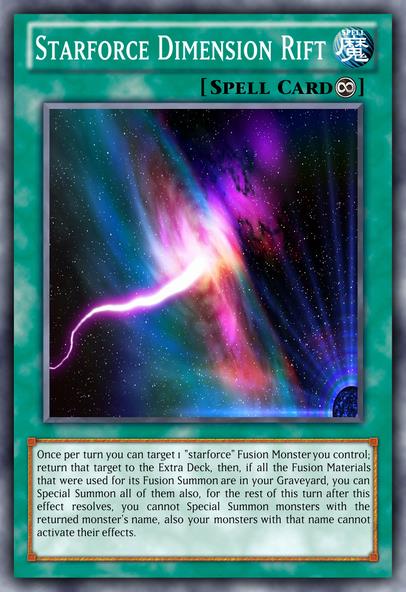 STARFORCE DIMENSION RIFT
SPELL
魔
[SPELL CARD∞]
Once per turn you can target 1 "starforce" Fusion Monster you control;
return that target to the Extra Deck, then, if all the Fusion Materials
that were used for its Fusion Summon are in your Graveyard, you can
Special Summon all of them also, for the rest of this turn after this
effect resolves, you cannot Special Summon monsters with the
returned monster's name, also your monsters with that name cannot
activate their effects.